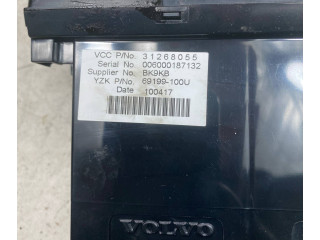 VCC P/No. 31268055
Serial No 006000187132
Supplier No. BK9KB
YZK P/No. 69199-100U
Date 100417
VOLVO